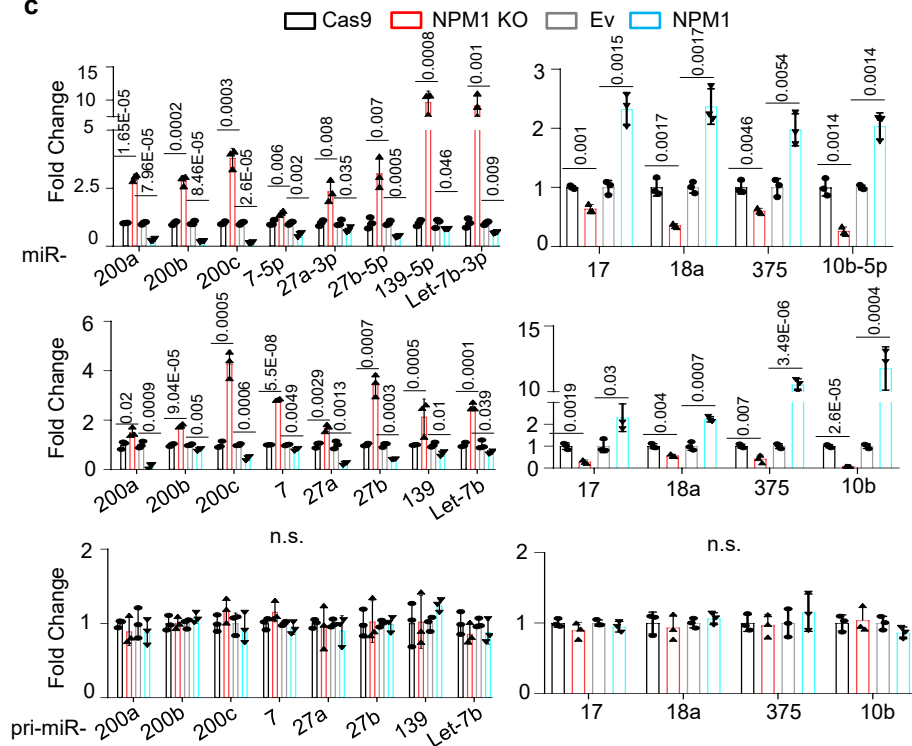 c
Cas9 NPM1 KO Ev NPM1
Fold Change
15
10
5
2.5
0
1.65E-05
7.96E-05
0.0002
8.46E-05
0.0003
2.6E-05
0.006
0.002
0.008
0.035
0.007
0.0005
0.0008
0.046
0.001
0.009
miR-
200a 200b 200c 7-5p 27a-3p 27b-5p 139-5p Let-7b-3p
3
2
1
0
0.001
0.0015
0.0017
0.0017
0.0046
0.0054
0.0014
0.0014
17 18a 375 10b-5p
Fold Change
6
4
2
0
0.02
0.0009
9.04E-05
0.005
0.0005
0.0006
5.5E-08
0.0049
0.0029
0.0013
0.0007
0.0003
0.0005
0.01
0.0001
0.039
200a 200b 200c 7 27a 27b 139 Let-7b
15
10
2
1
0
0.0019
0.03
0.004
0.0007
0.007
3.49E-06
2.6E-05
0.0004
17 18a 375 10b
n.s.
Fold Change
2
1
0
pri-miR-
200a 200b 200c 7 27a 27b 139 Let-7b
n.s.
2
1
0
17 18a 375 10b